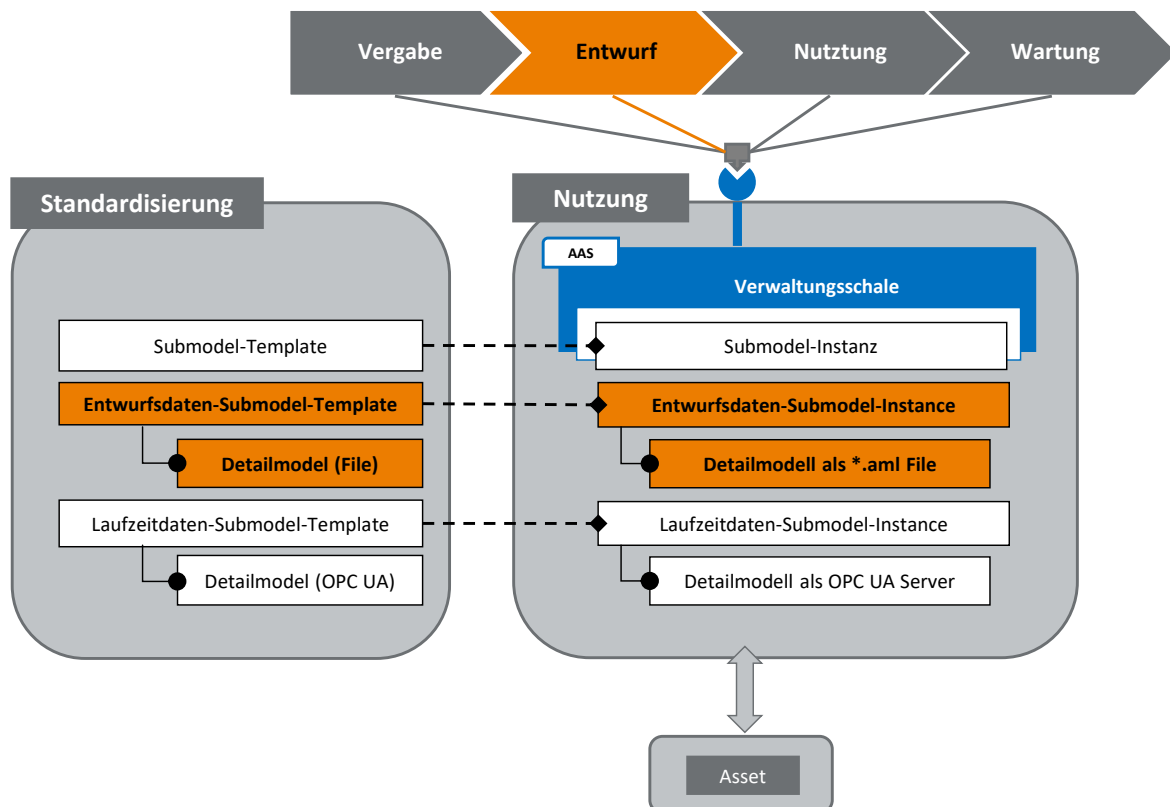 Vergabe
Entwurf
Nutztung
Wartung
Standardisierung
Nutzung
AAS
Verwaltungsschale
Submodel-Template
Submodel-Instanz
Entwurfsdaten-Submodel-Template
Entwurfsdaten-Submodel-Instance
Detailmodel (File)
Detailmodell als *.aml File
Laufzeitdaten-Submodel-Template
Laufzeitdaten-Submodel-Instance
Detailmodel (OPC UA)
Detailmodell als OPC UA Server
Asset